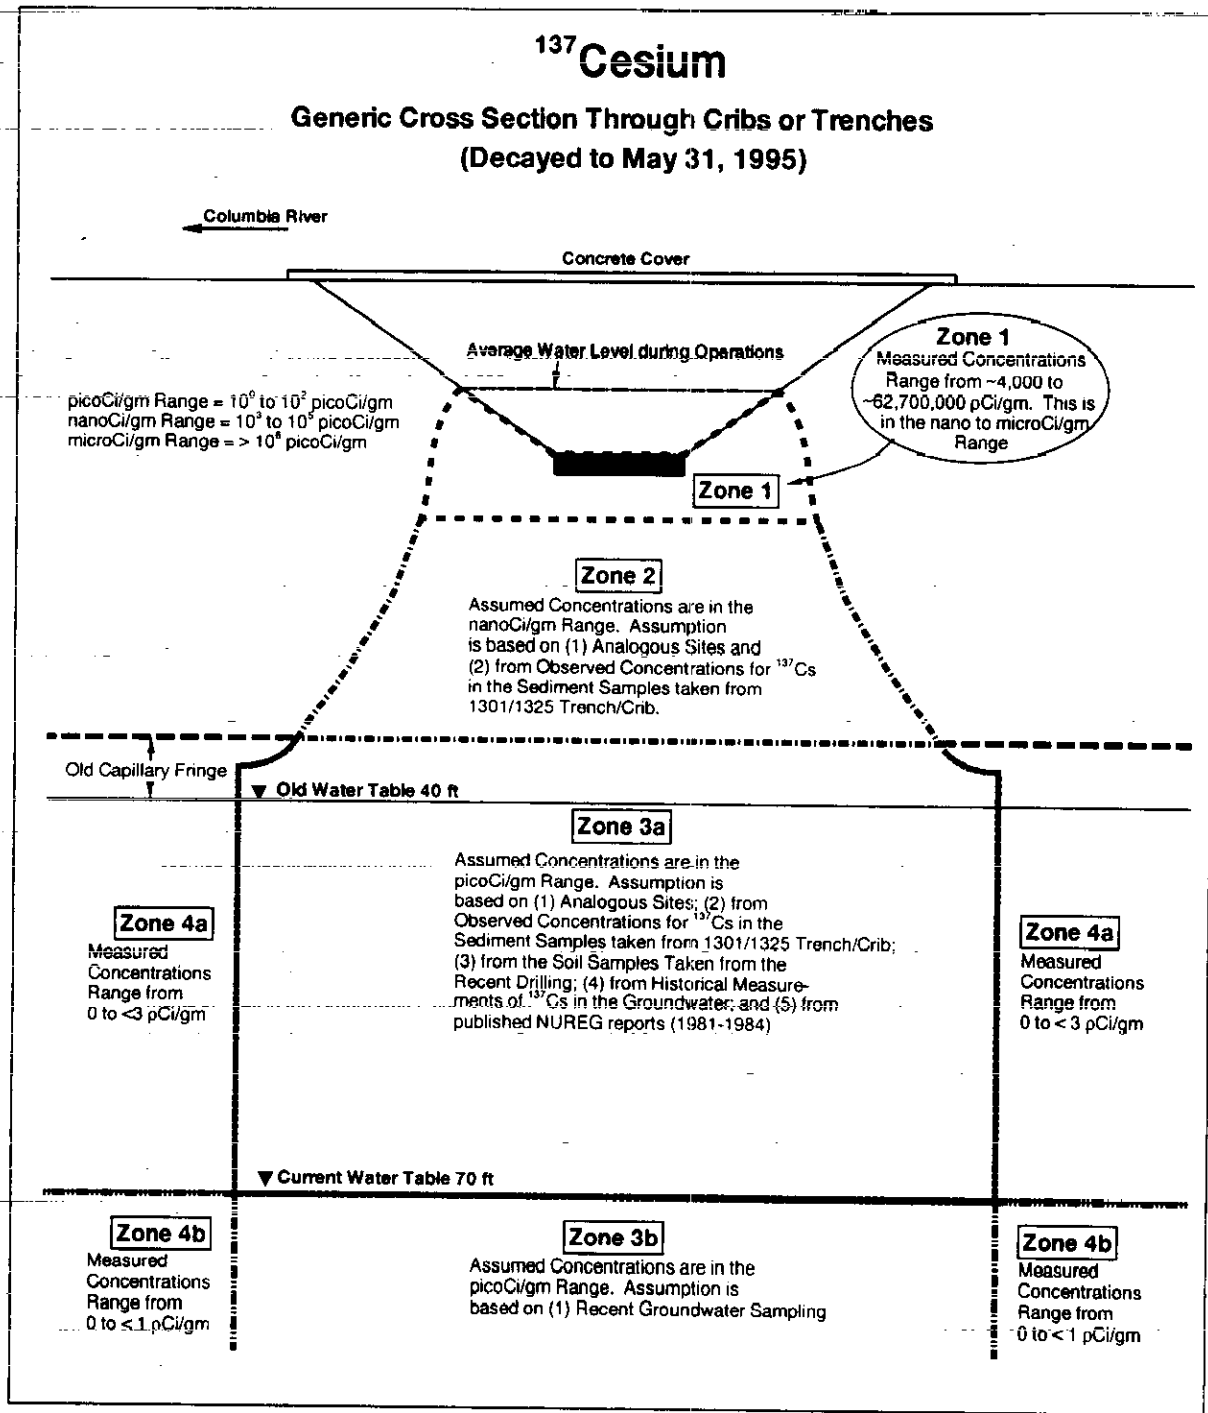 ¹³⁷Cesium
Generic Cross Section Through Cribs or Trenches
(Decayed to May 31, 1995)
Columbia River
Concrete Cover
Zone 1
Measured Concentrations
Range from ~4,000 to
~62,700,000 pCi/gm. This is
in the nano to microCi/gm
Range
Average Water Level during Operations
picoCi/gm Range = 10⁰ to 10² picoCi/gm
nanoCi/gm Range = 10³ to 10⁵ picoCi/gm
microCi/gm Range = > 10⁶ picoCi/gm
Zone 1
Zone 2
Assumed Concentrations are in the
nanoCi/gm Range. Assumption
is based on (1) Analogous Sites and
(2) from Observed Concentrations for ¹³⁷Cs
in the Sediment Samples taken from
1301/1325 Trench/Crib.
Old Capillary Fringe
Old Water Table 40 ft
Zone 3a
Assumed Concentrations are in the
picoCi/gm Range. Assumption is
based on (1) Analogous Sites; (2) from
Observed Concentrations for ¹³⁷Cs in the
Sediment Samples taken from 1301/1325 Trench/Crib;
(3) from the Soil Samples Taken from the
Recent Drilling; (4) from Historical Measure-
ments of ¹³⁷Cs in the Groundwater; and (5) from
published NUREG reports (1981-1984)
Zone 4a
Measured
Concentrations
Range from
0 to <3 pCi/gm
Zone 4a
Measured
Concentrations
Range from
0 to < 3 pCi/gm
Current Water Table 70 ft
Zone 4b
Measured
Concentrations
Range from
0 to < 1 pCi/gm
Zone 3b
Assumed Concentrations are in the
picoCi/gm Range. Assumption is
based on (1) Recent Groundwater Sampling
Zone 4b
Measured
Concentrations
Range from
0 to < 1 pCi/gm